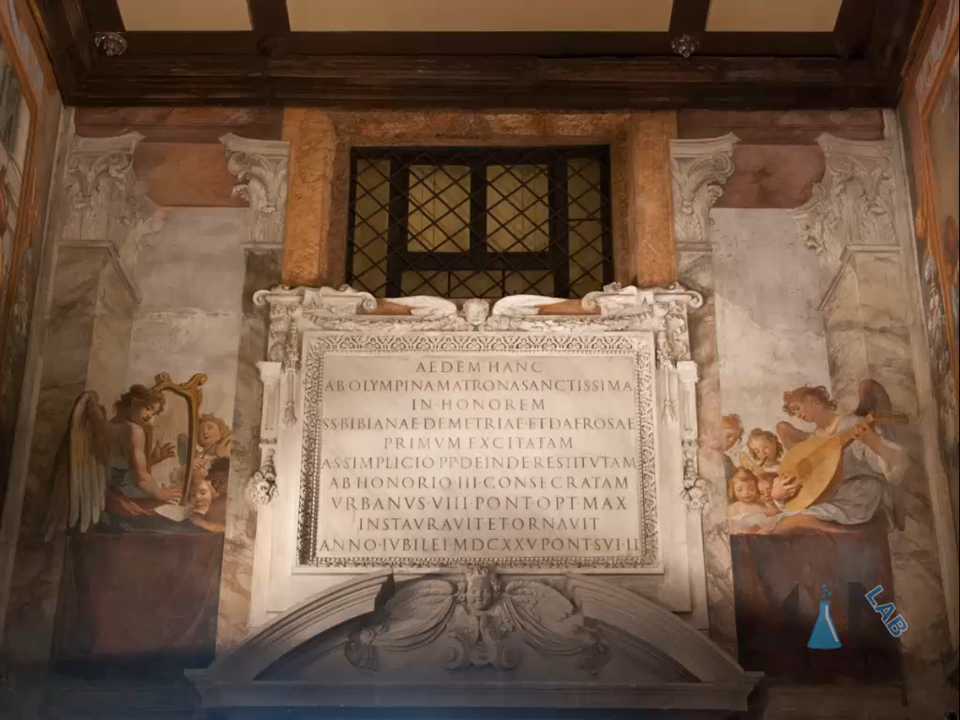 AEDEM HANC
AB OLYMPINA MATRONA SANCTISSIMA
IN·HONOREM
SS BIBIANAE DEMETRIAE ET DAFROSAE
PRIMVM EXCITATAM
A S SIMPLICIO PP DEINDE RESTITVTAM
AB HONORIO III·CONSECRATAM
VRBANVS·VIII·PONT OPT MAX
INSTAVRAVIT ET ORNAVIT
ANNO·IVBILEI·MDCXXV PONT SVI·II
LAB